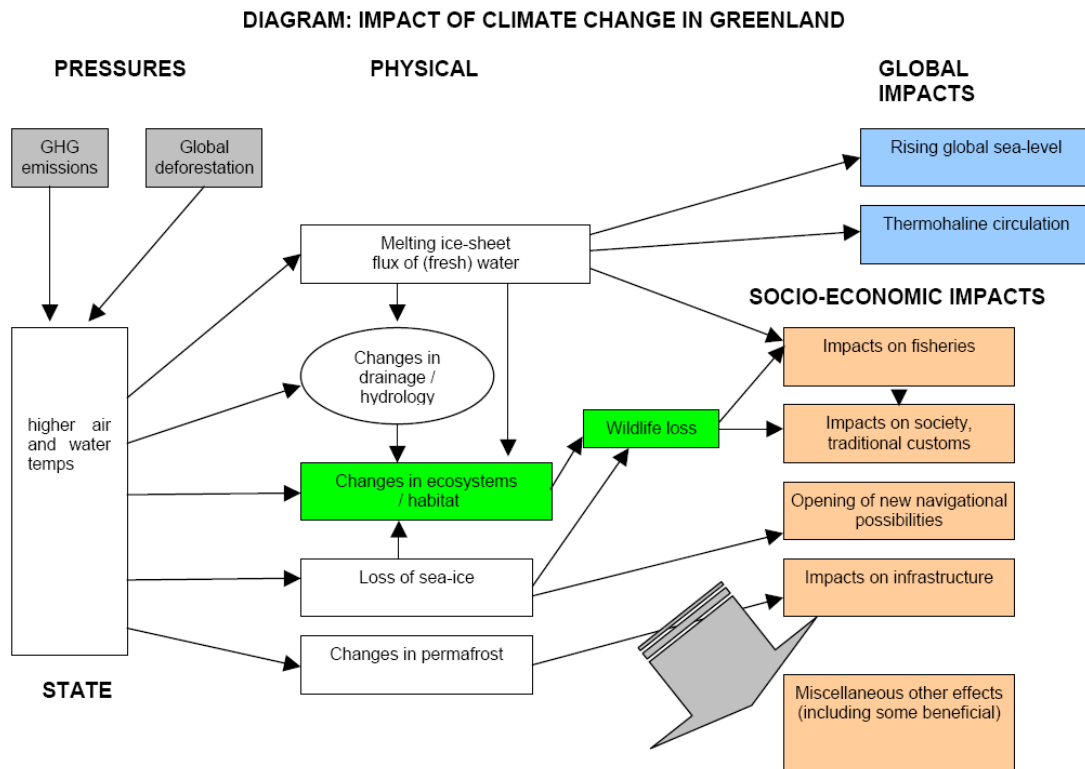 DIAGRAM: IMPACT OF CLIMATE CHANGE IN GREENLAND
PRESSURES
PHYSICAL
GLOBAL
IMPACTS
GHG
emissions
Global
deforestation
Rising global sea-level
Melting ice-sheet
flux of (fresh) water
Thermohaline circulation
SOCIO-ECONOMIC IMPACTS
Impacts on fisheries
Changes in
drainage /
hydrology
higher air
and water
temps
Wildlife loss
Impacts on society,
traditional customs
Changes in ecosystems
/ habitat
Opening of new navigational
possibilities
Loss of sea-ice
Impacts on infrastructure
Changes in permafrost
STATE
Miscellaneous other effects
(including some beneficial)